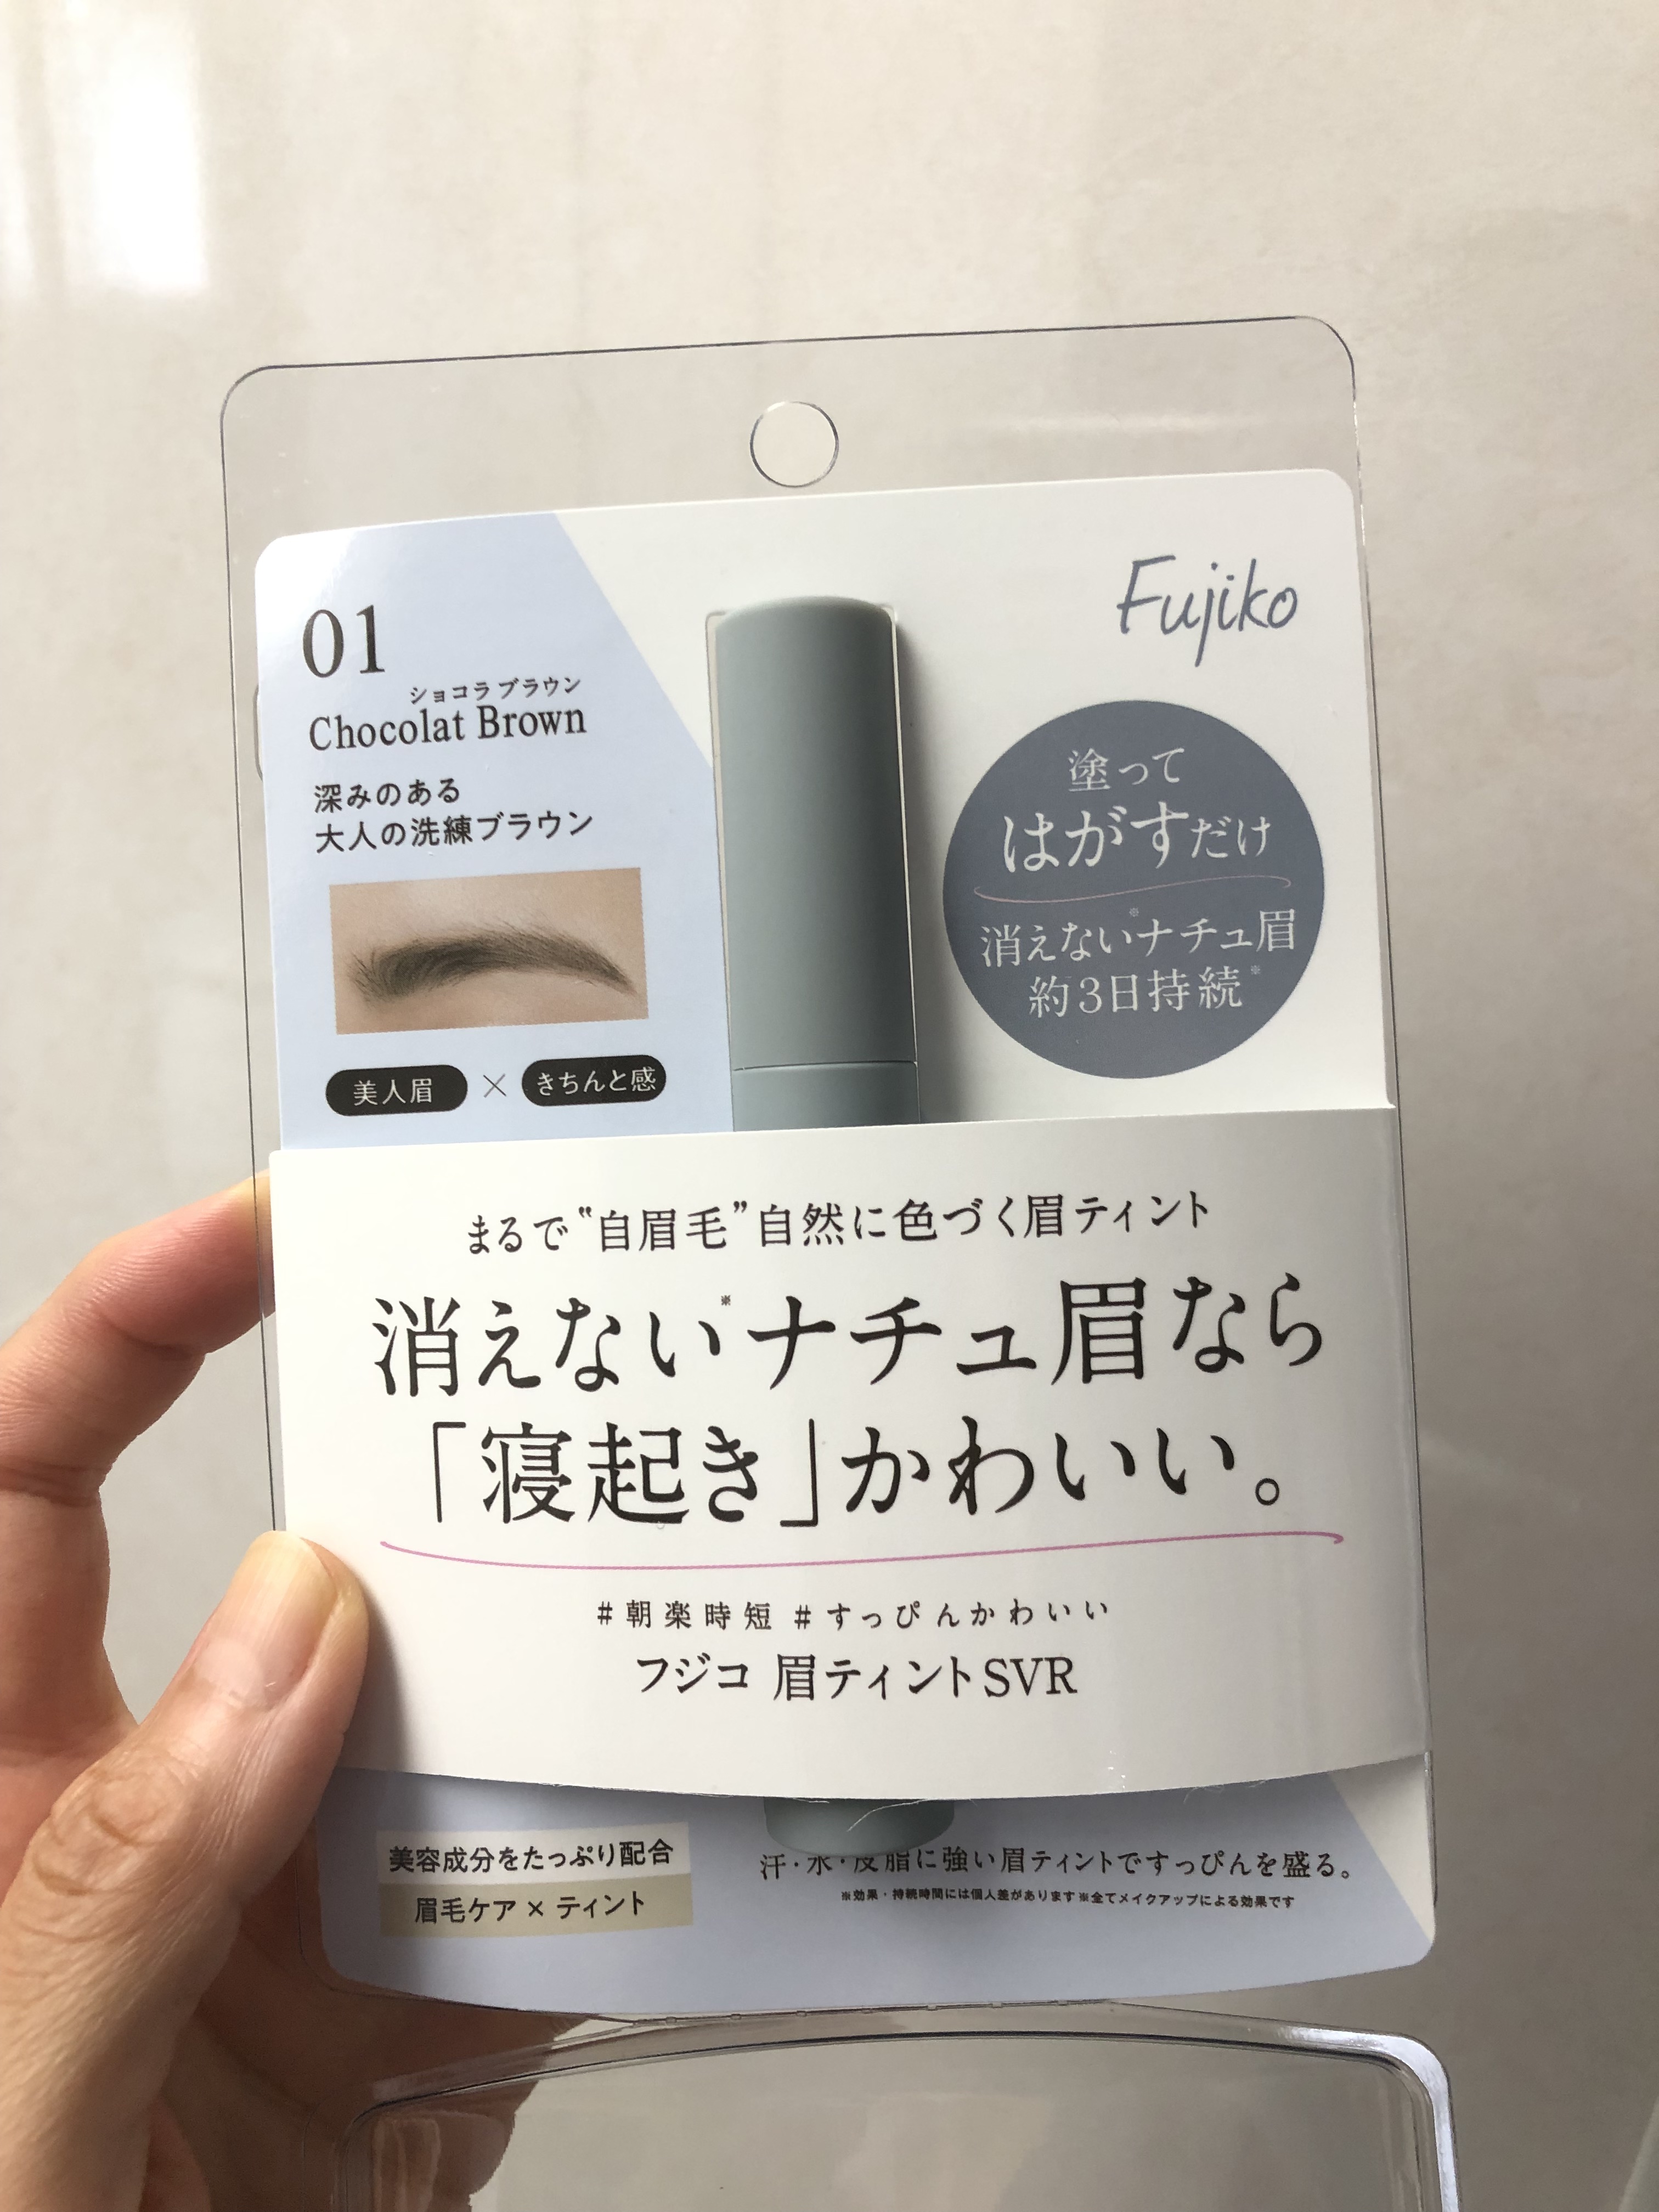 Fujiko
01
ショコラ ブラウン
Chocolat Brown
深みのある
大人の洗練ブラウン
美人眉 × きちんと感
塗って
はがすだけ
消えない※ナチュ眉
約3日持続※
まるで“自眉毛”自然に色づく眉ティント
消えない※ナチュ眉なら
「寝起き」かわいい。
#朝楽時短 #すっぴんかわいい
フジコ 眉ティントSVR
美容成分をたっぷり配合
眉毛ケア × ティント
汗・水・皮脂に強い眉ティントですっぴんを盛る。
※効果・持続時間には個人差があります※全てメイクアップによる効果です